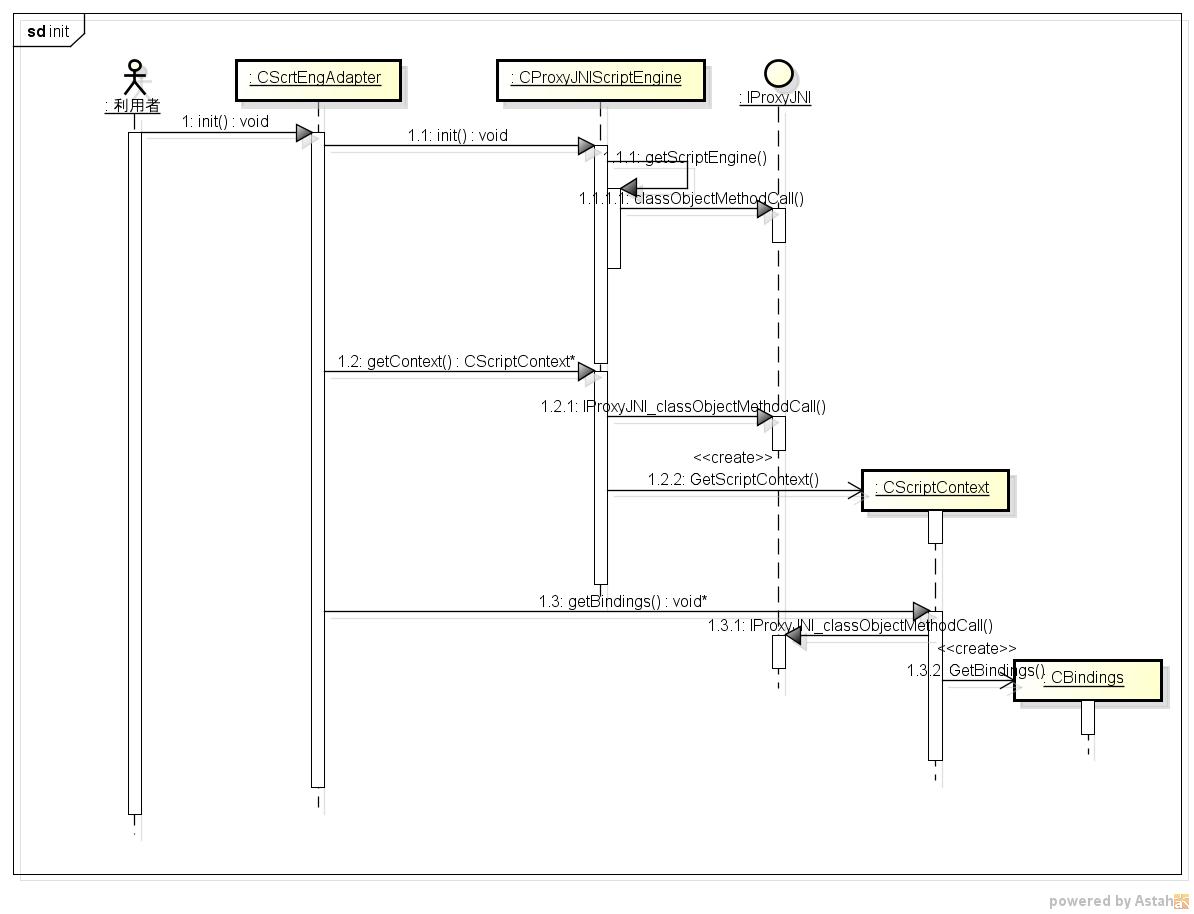 sd init
: 利用者
: CScrtEngAdapter
: CProxyJNIScriptEngine
: IProxyJNI
1: init() : void
1.1: init() : void
1.1.1: getScriptEngine()
1.1.1.1: classObjectMethodCall()
1.2: getContext() : CScriptContext*
1.2.1: IProxyJNI_classObjectMethodCall()
<<create>>
1.2.2: GetScriptContext()
: CScriptContext
1.3: getBindings() : void*
1.3.1: IProxyJNI_classObjectMethodCall()
<<create>>
1.3.2: GetBindings()
: CBindings
powered by Astah